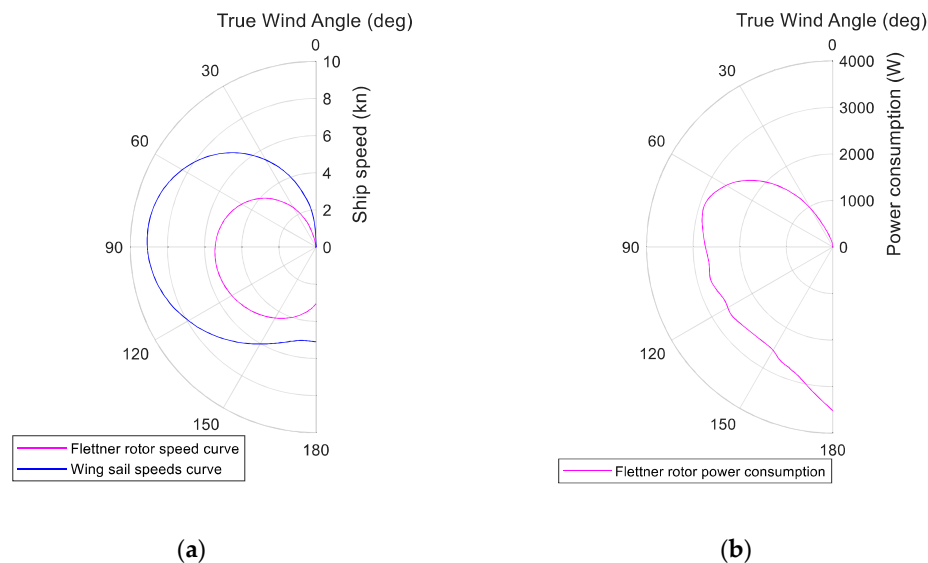 True Wind Angle (deg)
0
30
60
90
120
150
180
10
8
6
4
2
0
Ship speed (kn)
Flettner rotor speed curve
Wing sail speeds curve
(a)
True Wind Angle (deg)
0
30
60
90
120
150
180
4000
3000
2000
1000
0
Power consumption (W)
Flettner rotor power consumption
(b)